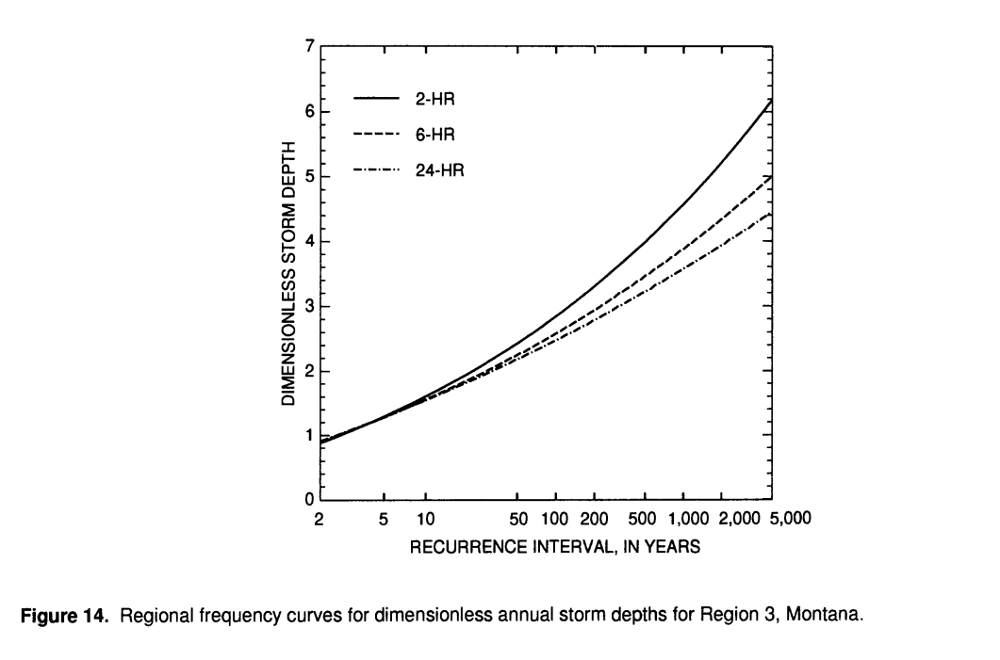 7
6
5
4
3
2
1
0
DIMENSIONLESS STORM DEPTH
2-HR
6-HR
24-HR
2 5 10 50 100 200 500 1,000 2,000 5,000
RECURRENCE INTERVAL, IN YEARS
Figure 14. Regional frequency curves for dimensionless annual storm depths for Region 3, Montana.